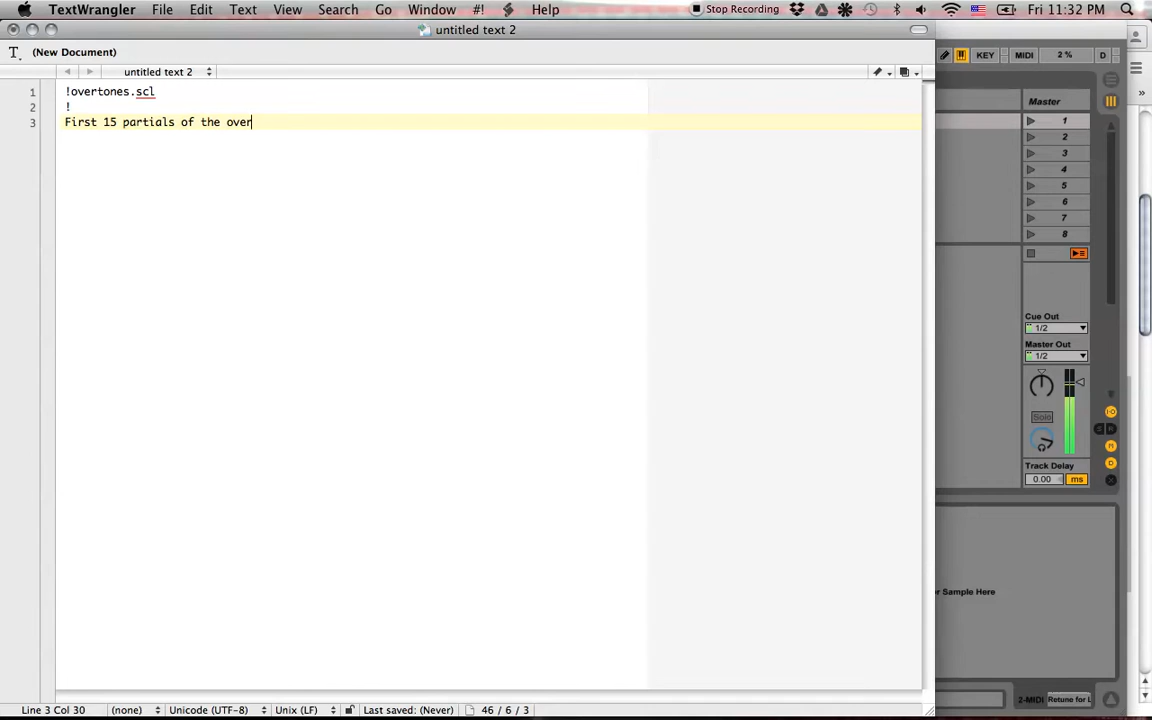 TextWrangler File Edit Text View Search Go Window #! Help Stop Recording Fri 11:32 PM
untitled text 2
(New Document)
untitled text 2
1 !overtones.scl
2 !
3 First 15 partials of the over
KEY MIDI 2 % D
Master
1
2
3
4
5
6
7
8
Cue Out
1/2
Master Out
1/2
Solo
Track Delay
0.00 ms
r Sample Here
2-MIDI Retune for L
Line 3 Col 30 (none) Unicode (UTF-8) Unix (LF) Last saved: (Never) 46 / 6 / 3